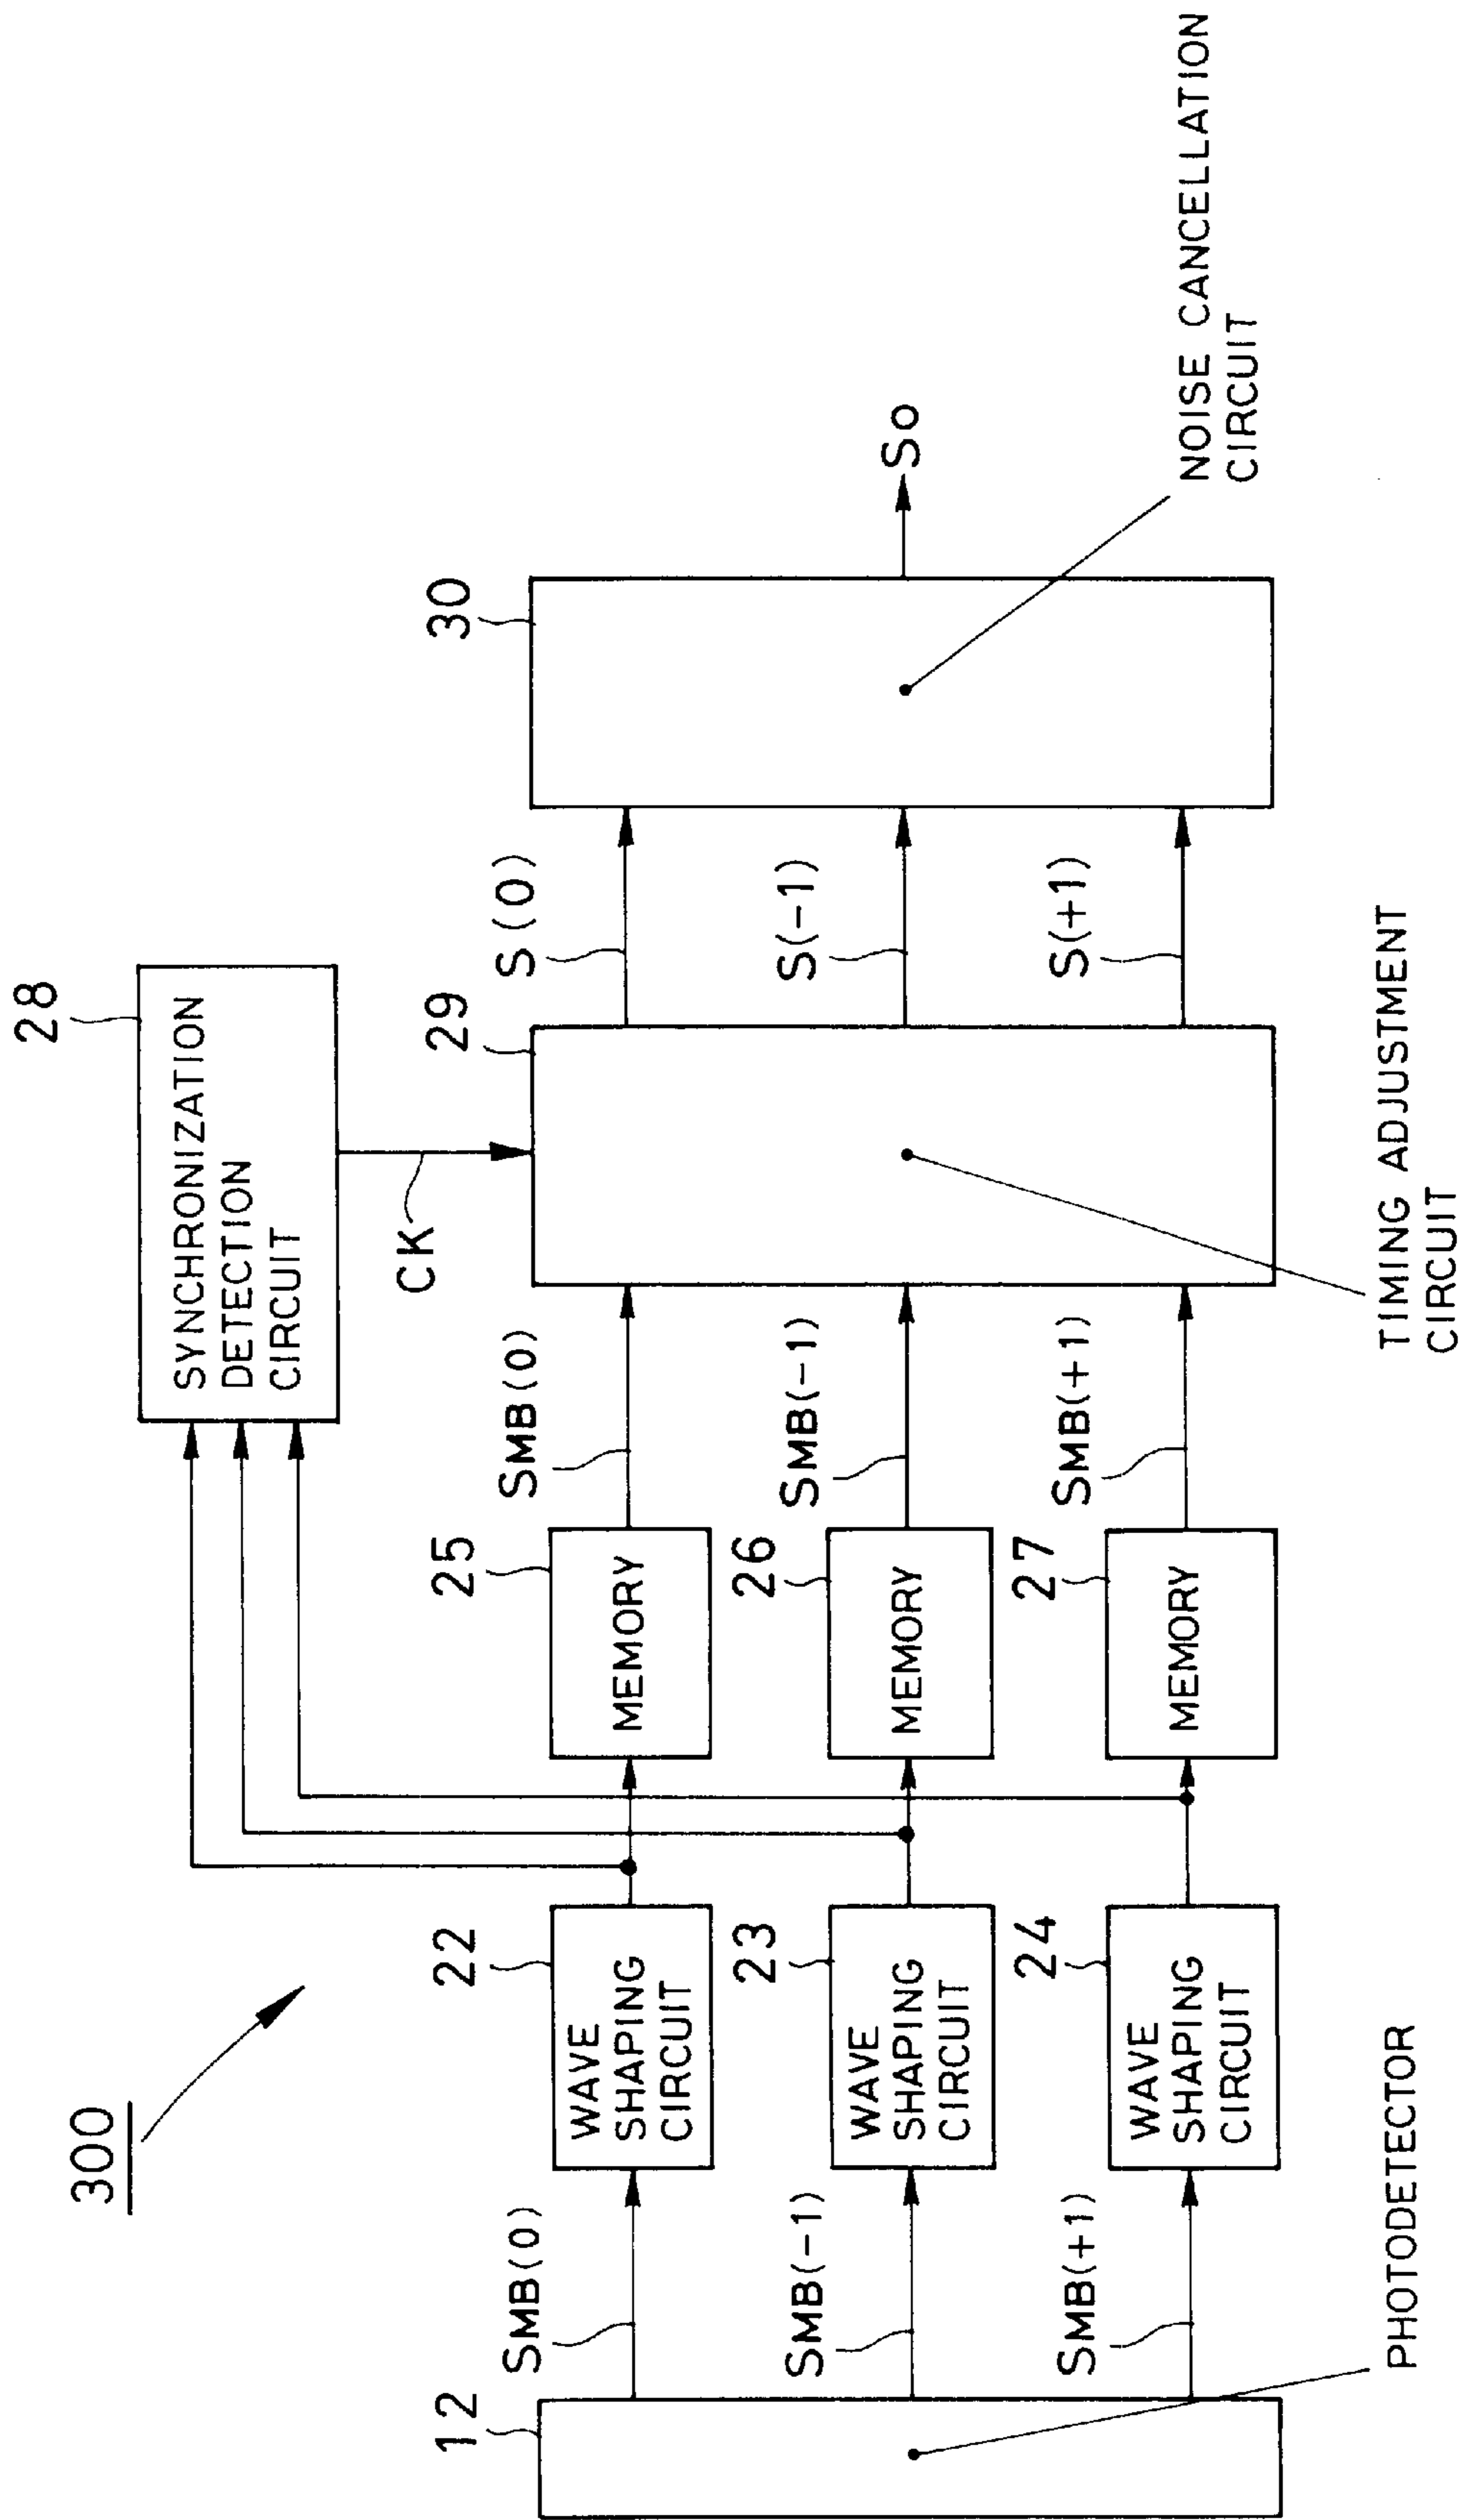 300
28
SYNCHRONIZATION
DETECTION
CIRCUIT
CK
12
SMB(0)
22
WAVE
SHAPING
CIRCUIT
25
MEMORY
SMB(0)
29
S(0)
30
SMB(-1)
23
WAVE
SHAPING
CIRCUIT
26
MEMORY
SMB(-1)
S(-1)
So
SMB(+1)
24
WAVE
SHAPING
CIRCUIT
27
MEMORY
SMB(+1)
S(+1)
PHOTODETECTOR
TIMING ADJUSTMENT
CIRCUIT
NOISE CANCELLATION
CIRCUIT